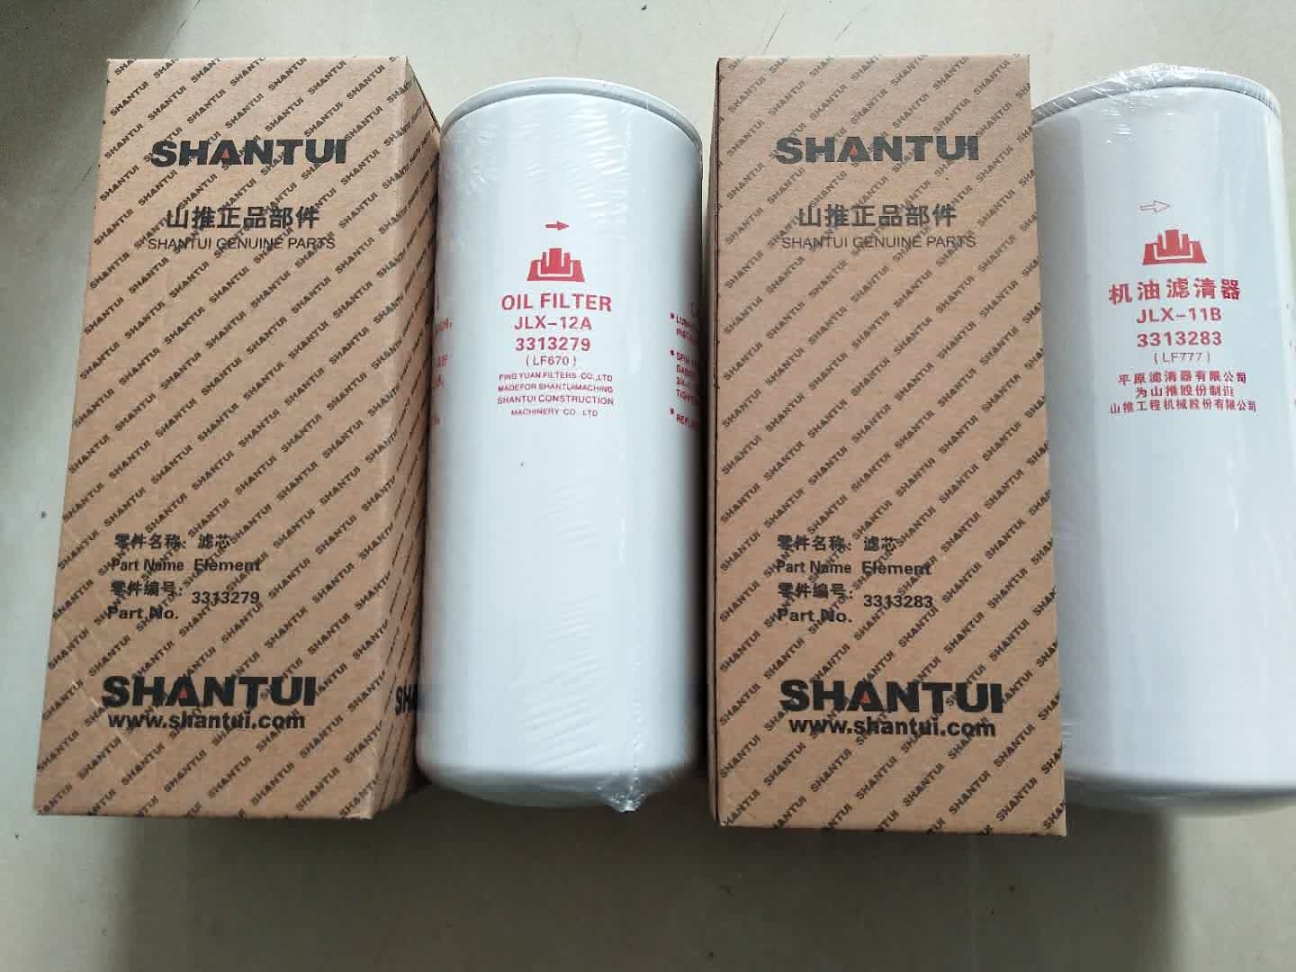 SHANTUI
山推正品部件
SHANTUI GENUINE PARTS
零件名称：滤芯
Part Name Element
零件编号：
3313279
Part No.
SHANTUI
www.shantui.com
OIL FILTER
JLX-12A
3313279
(LF670)
PING YUAN FILTERS CO.,LTD
MADEFOR SHANTUIMACHING
SHANTUI CONSTRUCTION
MACHINERY CO. LTD
SHANTUI
山推正品部件
SHANTUI GENUINE PARTS
零件名称：滤芯
Part Name Element
零件编号：
3313283
Part No.
SHANTUI
www.shantui.com
机油滤清器
JLX-11B
3313283
(LF777)
平原滤清器有限公司
为山推股份制造
山推工程机械股份有限公司